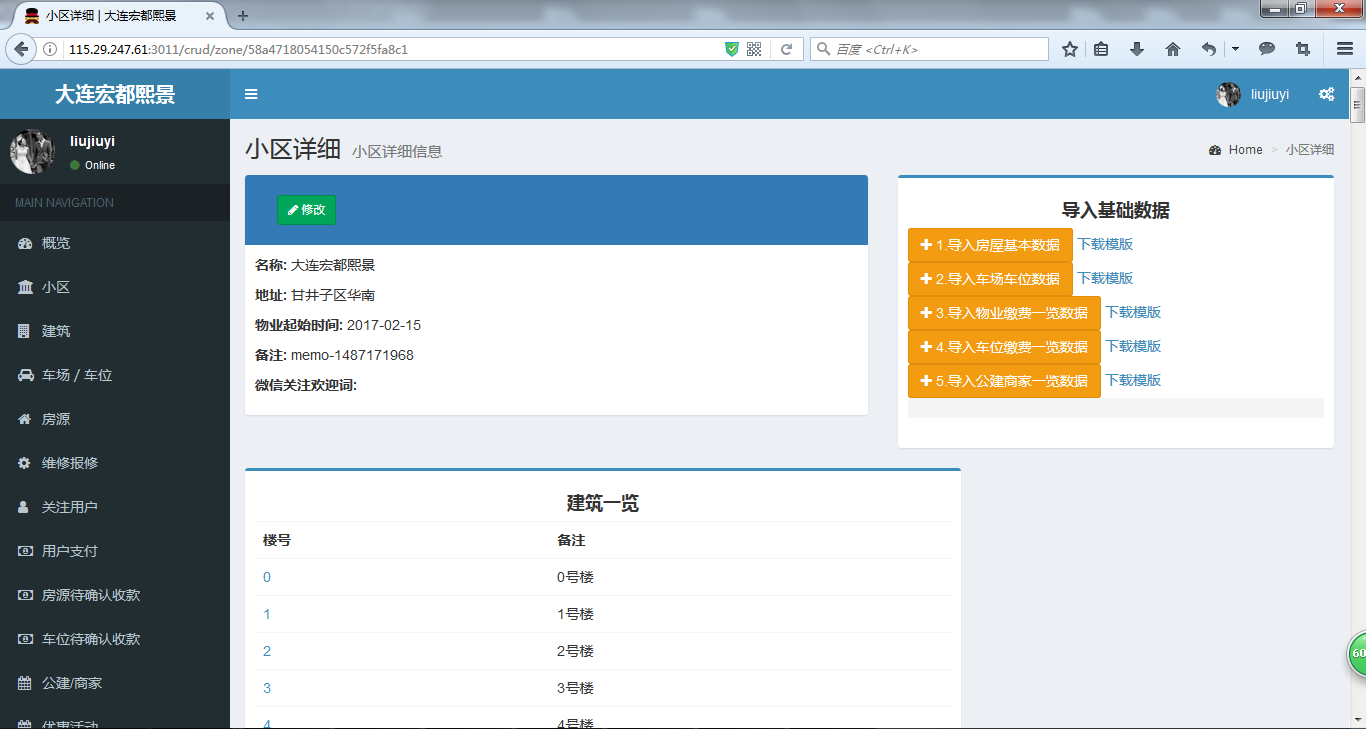 小区详细 | 大连宏都熙景
115.29.247.61:3011/crud/zone/58a4718054150c572f5fa8c1
百度 <Ctrl+K>
大连宏都熙景
liujiuyi
liujiuyi
Online
MAIN NAVIGATION
概览
小区
建筑
车场 / 车位
房源
维修报修
关注用户
用户支付
房源待确认收款
车位待确认收款
公建/商家
优惠活动
小区详细 小区详细信息
Home > 小区详细
修改
名称: 大连宏都熙景
地址: 甘井子区华南
物业起始时间: 2017-02-15
备注: memo-1487171968
微信关注欢迎词:
导入基础数据
1.导入房屋基本数据 下载模版
2.导入车场车位数据 下载模版
3.导入物业缴费一览数据 下载模版
4.导入车位缴费一览数据 下载模版
5.导入公建商家一览数据 下载模版
建筑一览
楼号 备注
0 0号楼
1 1号楼
2 2号楼
3 3号楼
4 4号楼
60